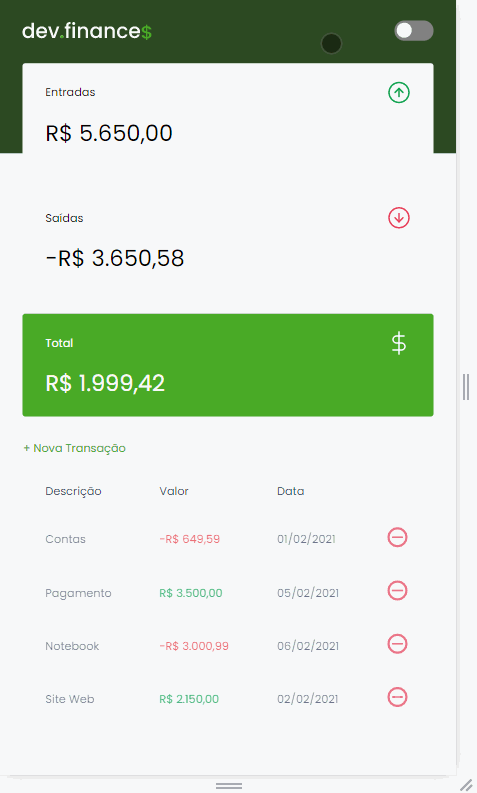 dev.finance$
Entradas
R$ 5.650,00
Saídas
-R$ 3.650,58
Total
$
R$ 1.999,42
+ Nova Transação
Descrição Valor Data
Contas -R$ 649,59 01/02/2021
Pagamento R$ 3.500,00 05/02/2021
Notebook -R$ 3.000,99 06/02/2021
Site Web R$ 2.150,00 02/02/2021